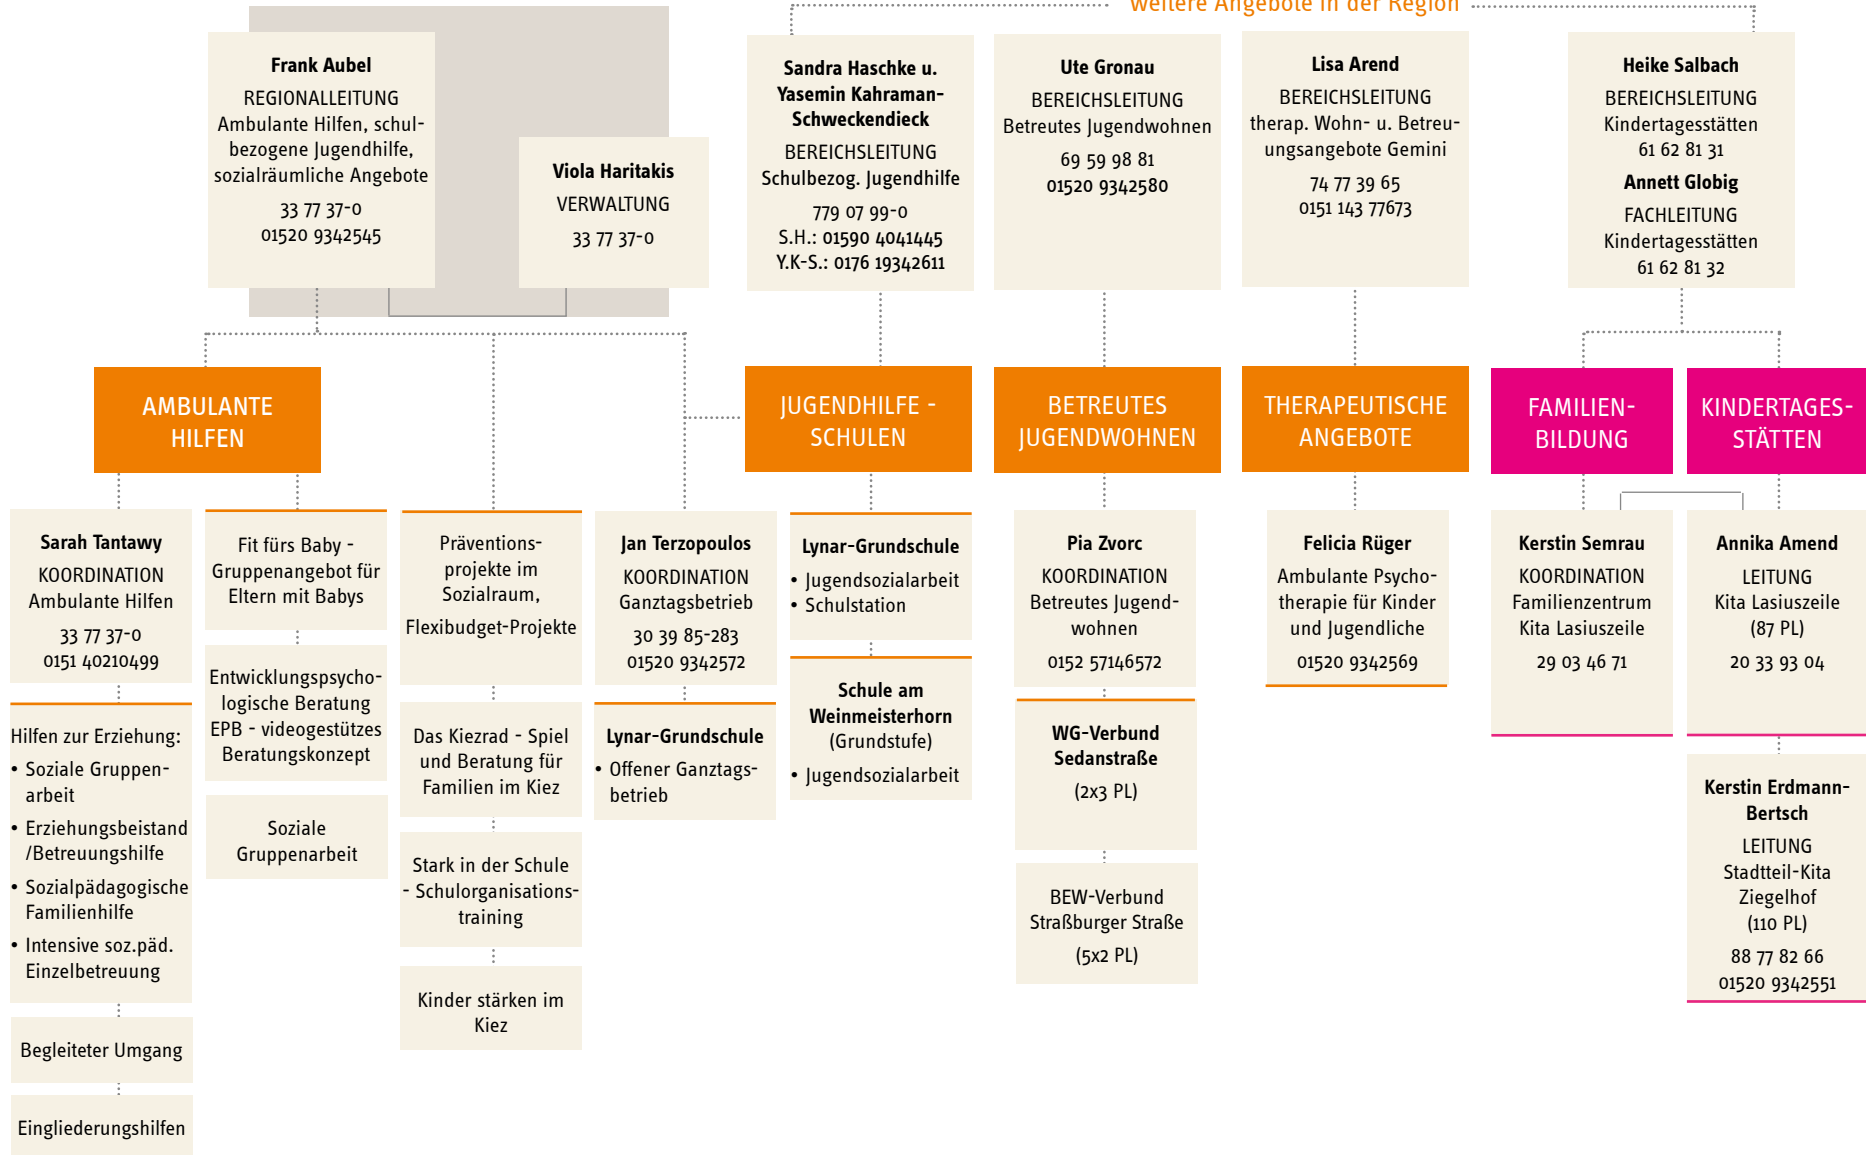 weitere Angebote in der Region
Frank Aubel
REGIONALLEITUNG
Ambulante Hilfen, schul-
bezogene Jugendhilfe,
sozialräumliche Angebote
33 77 37-0
01520 9342545
Viola Haritakis
VERWALTUNG
33 77 37-0
Sandra Haschke u.
Yasemin Kahraman-
Schweckendieck
BEREICHSLEITUNG
Schulbezog. Jugendhilfe
779 07 99-0
S.H.: 01590 4041445
Y.K-S.: 0176 19342611
Ute Gronau
BEREICHSLEITUNG
Betreutes Jugendwohnen
69 59 98 81
01520 9342580
Lisa Arend
BEREICHSLEITUNG
therap. Wohn- u. Betreu-
ungsangebote Gemini
74 77 39 65
0151 143 77673
Heike Salbach
BEREICHSLEITUNG
Kindertagesstätten
61 62 81 31
Annett Globig
FACHLEITUNG
Kindertagesstätten
61 62 81 32
AMBULANTE
HILFEN
JUGENDHILFE -
SCHULEN
BETREUTES
JUGENDWOHNEN
THERAPEUTISCHE
ANGEBOTE
FAMILIEN-
BILDUNG
KINDERTAGES-
STÄTTEN
Sarah Tantawy
KOORDINATION
Ambulante Hilfen
33 77 37-0
0151 40210499
Hilfen zur Erziehung:
• Soziale Gruppen-
arbeit
• Erziehungsbeistand
/Betreuungshilfe
• Sozialpädagogische
Familienhilfe
• Intensive soz.päd.
Einzelbetreuung
Begleiteter Umgang
Eingliederungshilfen
Fit fürs Baby -
Gruppenangebot für
Eltern mit Babys
Entwicklungspsycho-
logische Beratung
EPB - videogestützes
Beratungskonzept
Soziale
Gruppenarbeit
Präventions-
projekte im
Sozialraum,
Flexibudget-Projekte
Das Kiezrad - Spiel
und Beratung für
Familien im Kiez
Stark in der Schule
- Schulorganisations-
training
Kinder stärken im
Kiez
Jan Terzopoulos
KOORDINATION
Ganztagsbetrieb
30 39 85-283
01520 9342572
Lynar-Grundschule
• Offener Ganztags-
betrieb
Lynar-Grundschule
• Jugendsozialarbeit
• Schulstation
Schule am
Weinmeisterhorn
(Grundstufe)
• Jugendsozialarbeit
Pia Zvorc
KOORDINATION
Betreutes Jugend-
wohnen
0152 57146572
WG-Verbund
Sedanstraße
(2x3 PL)
BEW-Verbund
Straßburger Straße
(5x2 PL)
Felicia Rüger
Ambulante Psycho-
therapie für Kinder
und Jugendliche
01520 9342569
Kerstin Semrau
KOORDINATION
Familienzentrum
Kita Lasiuszeile
29 03 46 71
Annika Amend
LEITUNG
Kita Lasiuszeile
(87 PL)
20 33 93 04
Kerstin Erdmann-
Bertsch
LEITUNG
Stadtteil-Kita
Ziegelhof
(110 PL)
88 77 82 66
01520 9342551